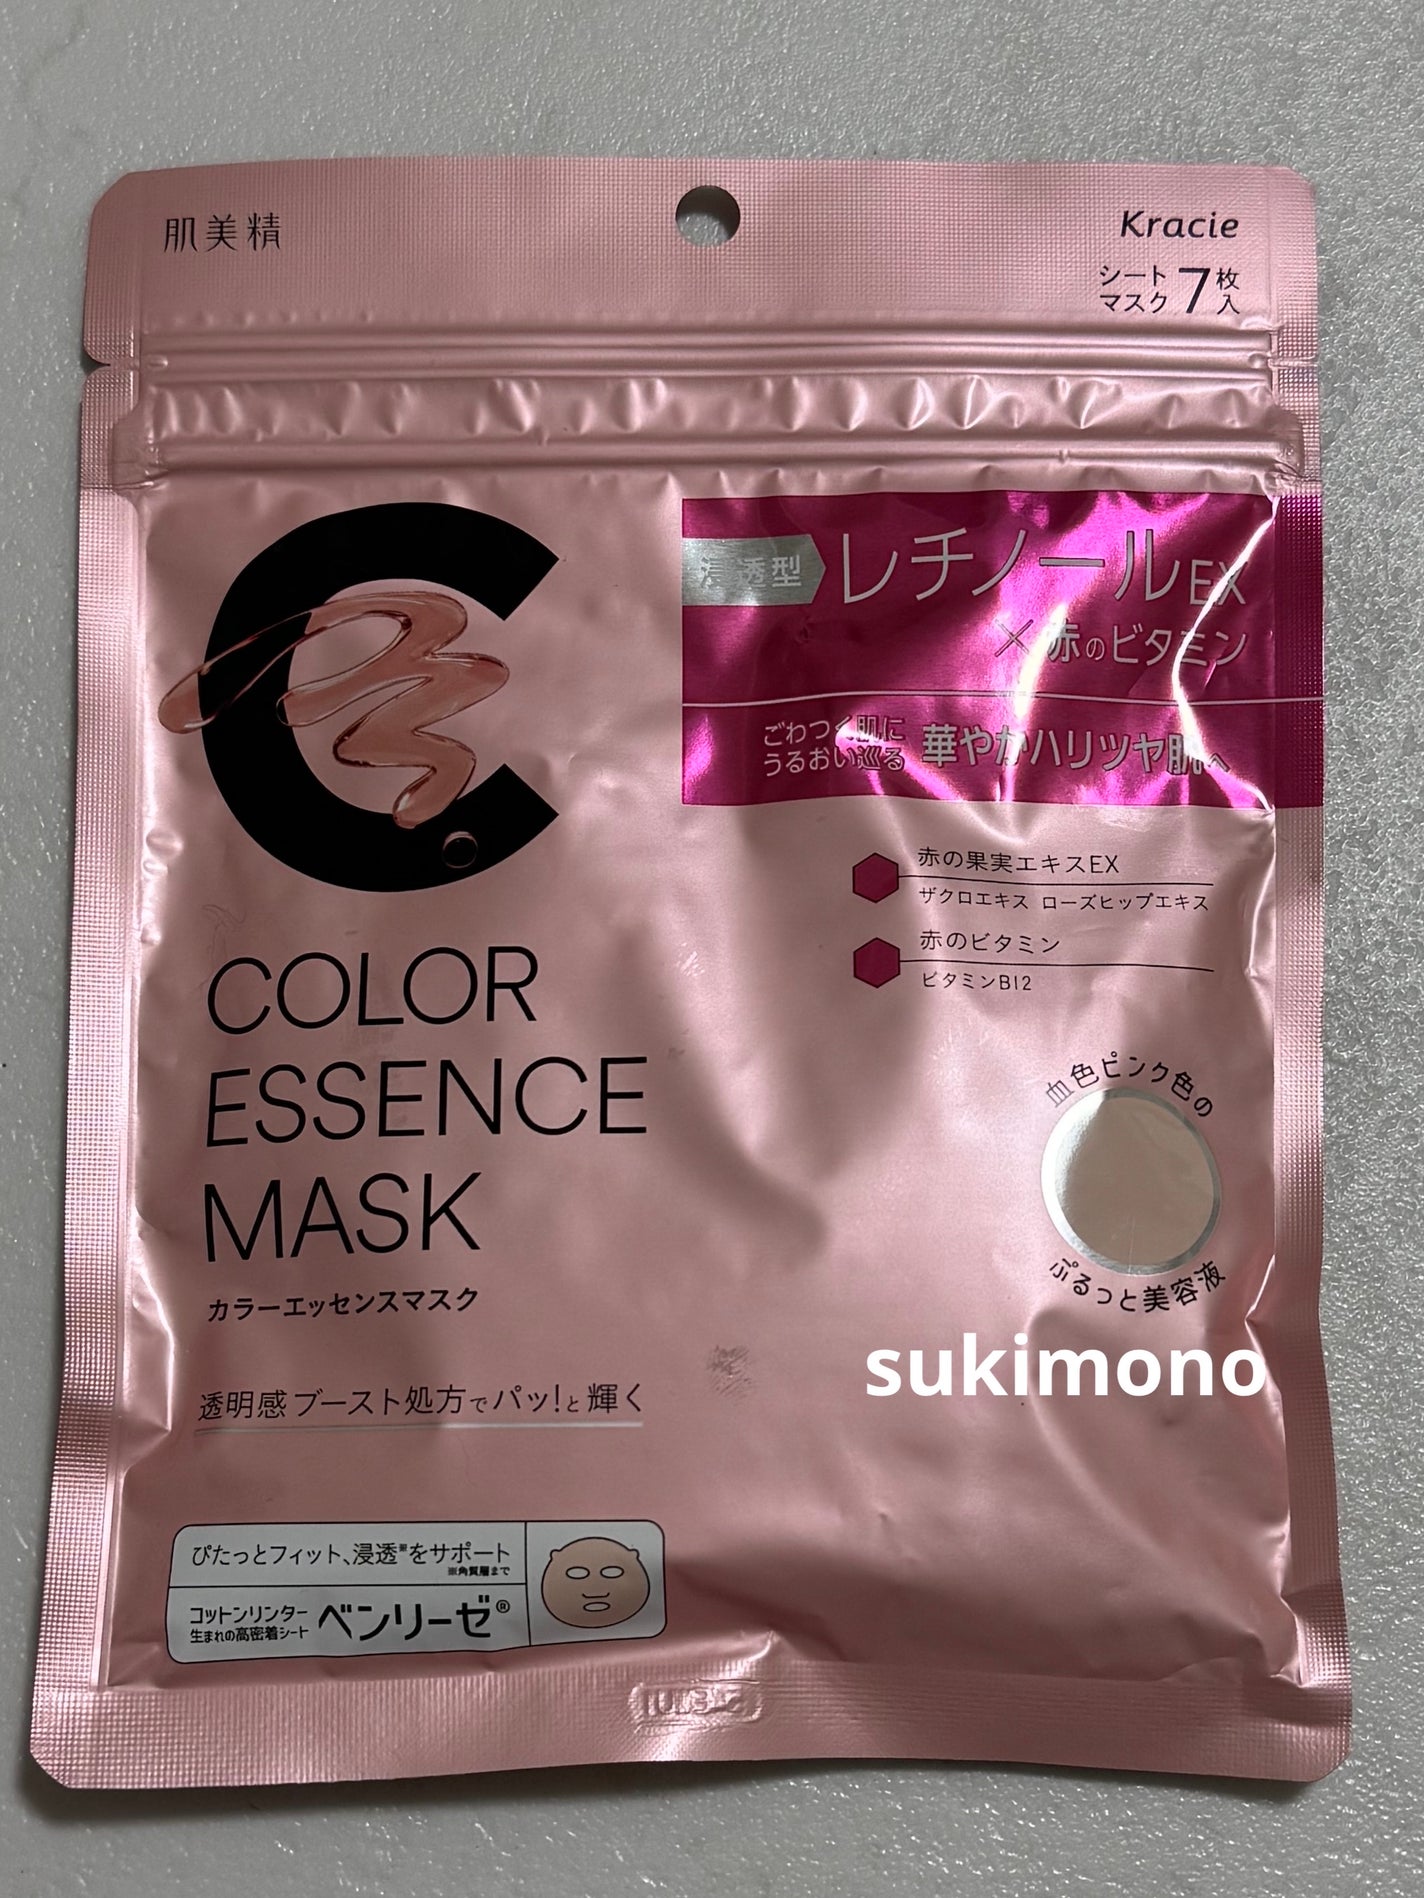 肌美精
Kracie
シート
マスク 7枚入
浸透型 レチノールEX
×赤のビタミン
ごわつく肌に
うるおい巡る 華やかハリツヤ肌へ
赤の果実エキスEX
ザクロエキス ローズヒップエキス
赤のビタミン
ビタミンB12
COLOR
ESSENCE
MASK
カラーエッセンスマスク
血色ピンク色の
ぷるっと美容液
sukimono
透明感ブースト処方でパッ!と輝く
ぴたっとフィット、浸透※をサポート
※角質層まで
コットンリンター
生まれの高密着シート ベンリーゼ®